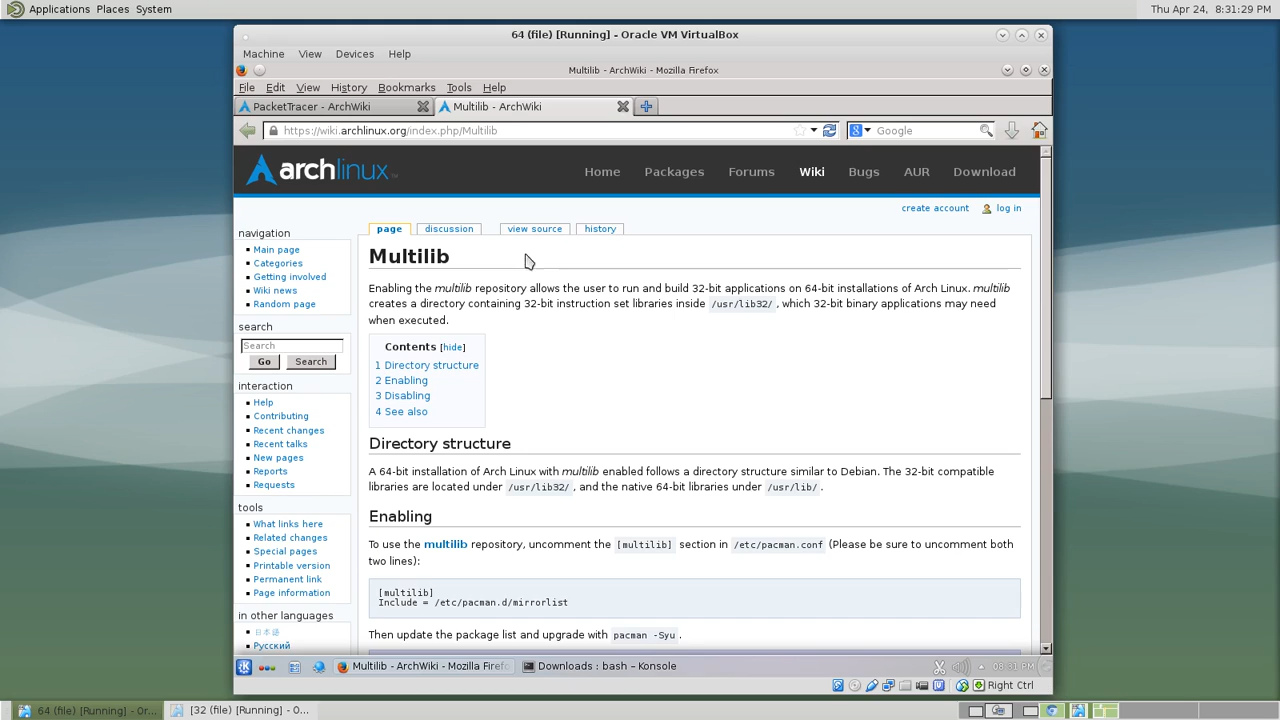 Applications Places System
Thu Apr 24, 8:31:29 PM
64 (file) [Running] - Oracle VM VirtualBox
Machine View Devices Help
Multilib - ArchWiki - Mozilla Firefox
File Edit View History Bookmarks Tools Help
PacketTracer - ArchWiki
Multilib - ArchWiki
https://wiki.archlinux.org/index.php/Multilib
Google
archlinux
Home Packages Forums Wiki Bugs AUR Download
create account log in
page discussion view source history
navigation
Main page
Categories
Getting involved
Wiki news
Random page
search
Search
Go Search
interaction
Help
Contributing
Recent changes
Recent talks
New pages
Reports
Requests
tools
What links here
Related changes
Special pages
Printable version
Permanent link
Page information
in other languages
日本語
Русский
Multilib
Enabling the multilib repository allows the user to run and build 32-bit applications on 64-bit installations of Arch Linux. multilib
creates a directory containing 32-bit instruction set libraries inside /usr/lib32/, which 32-bit binary applications may need
when executed.
Contents [hide]
1 Directory structure
2 Enabling
3 Disabling
4 See also
Directory structure
A 64-bit installation of Arch Linux with multilib enabled follows a directory structure similar to Debian. The 32-bit compatible
libraries are located under /usr/lib32/, and the native 64-bit libraries under /usr/lib/.
Enabling
To use the multilib repository, uncomment the [multilib] section in /etc/pacman.conf (Please be sure to uncomment both
two lines):
[multilib]
Include = /etc/pacman.d/mirrorlist
Then update the package list and upgrade with pacman -Syu.
Multilib - ArchWiki - Mozilla Firefo
Downloads : bash – Konsole
08:31 PM
Right Ctrl
64 (file) [Running] - Or...
[32 (file) [Running] - O...